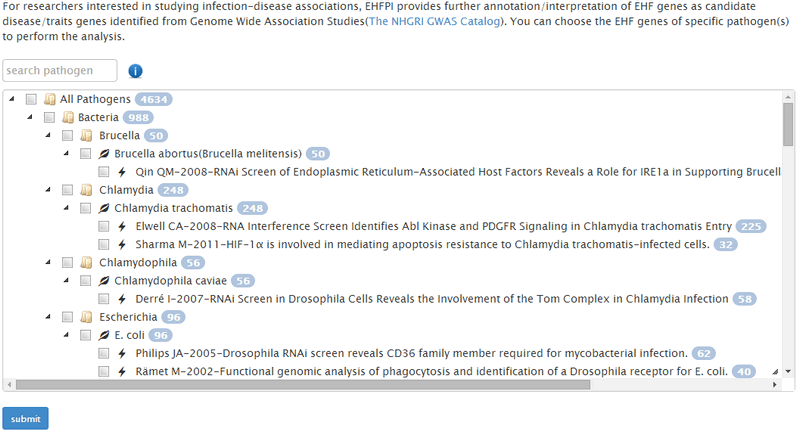 For researchers interested in studying infection-disease associations, EHFPI provides further annotation/interpretation of EHF genes as candidate
disease/traits genes identified from Genome Wide Association Studies(The NHGRI GWAS Catalog). You can choose the EHF genes of specific pathogen(s)
to perform the analysis.
search pathogen i
All Pathogens 4634
Bacteria 988
Brucella 50
Brucella abortus(Brucella melitensis) 50
Qin QM-2008-RNAi Screen of Endoplasmic Reticulum-Associated Host Factors Reveals a Role for IRE1a in Supporting Brucell
Chlamydia 248
Chlamydia trachomatis 248
Elwell CA-2008-RNA Interference Screen Identifies Abl Kinase and PDGFR Signaling in Chlamydia trachomatis Entry 225
Sharma M-2011-HIF-1α is involved in mediating apoptosis resistance to Chlamydia trachomatis-infected cells. 32
Chlamydophila 56
Chlamydophila caviae 56
Derré I-2007-RNAi Screen in Drosophila Cells Reveals the Involvement of the Tom Complex in Chlamydia Infection 58
Escherichia 96
E. coli 96
Philips JA-2005-Drosophila RNAi screen reveals CD36 family member required for mycobacterial infection. 62
Rämet M-2002-Functional genomic analysis of phagocytosis and identification of a Drosophila receptor for E. coli. 40
submit